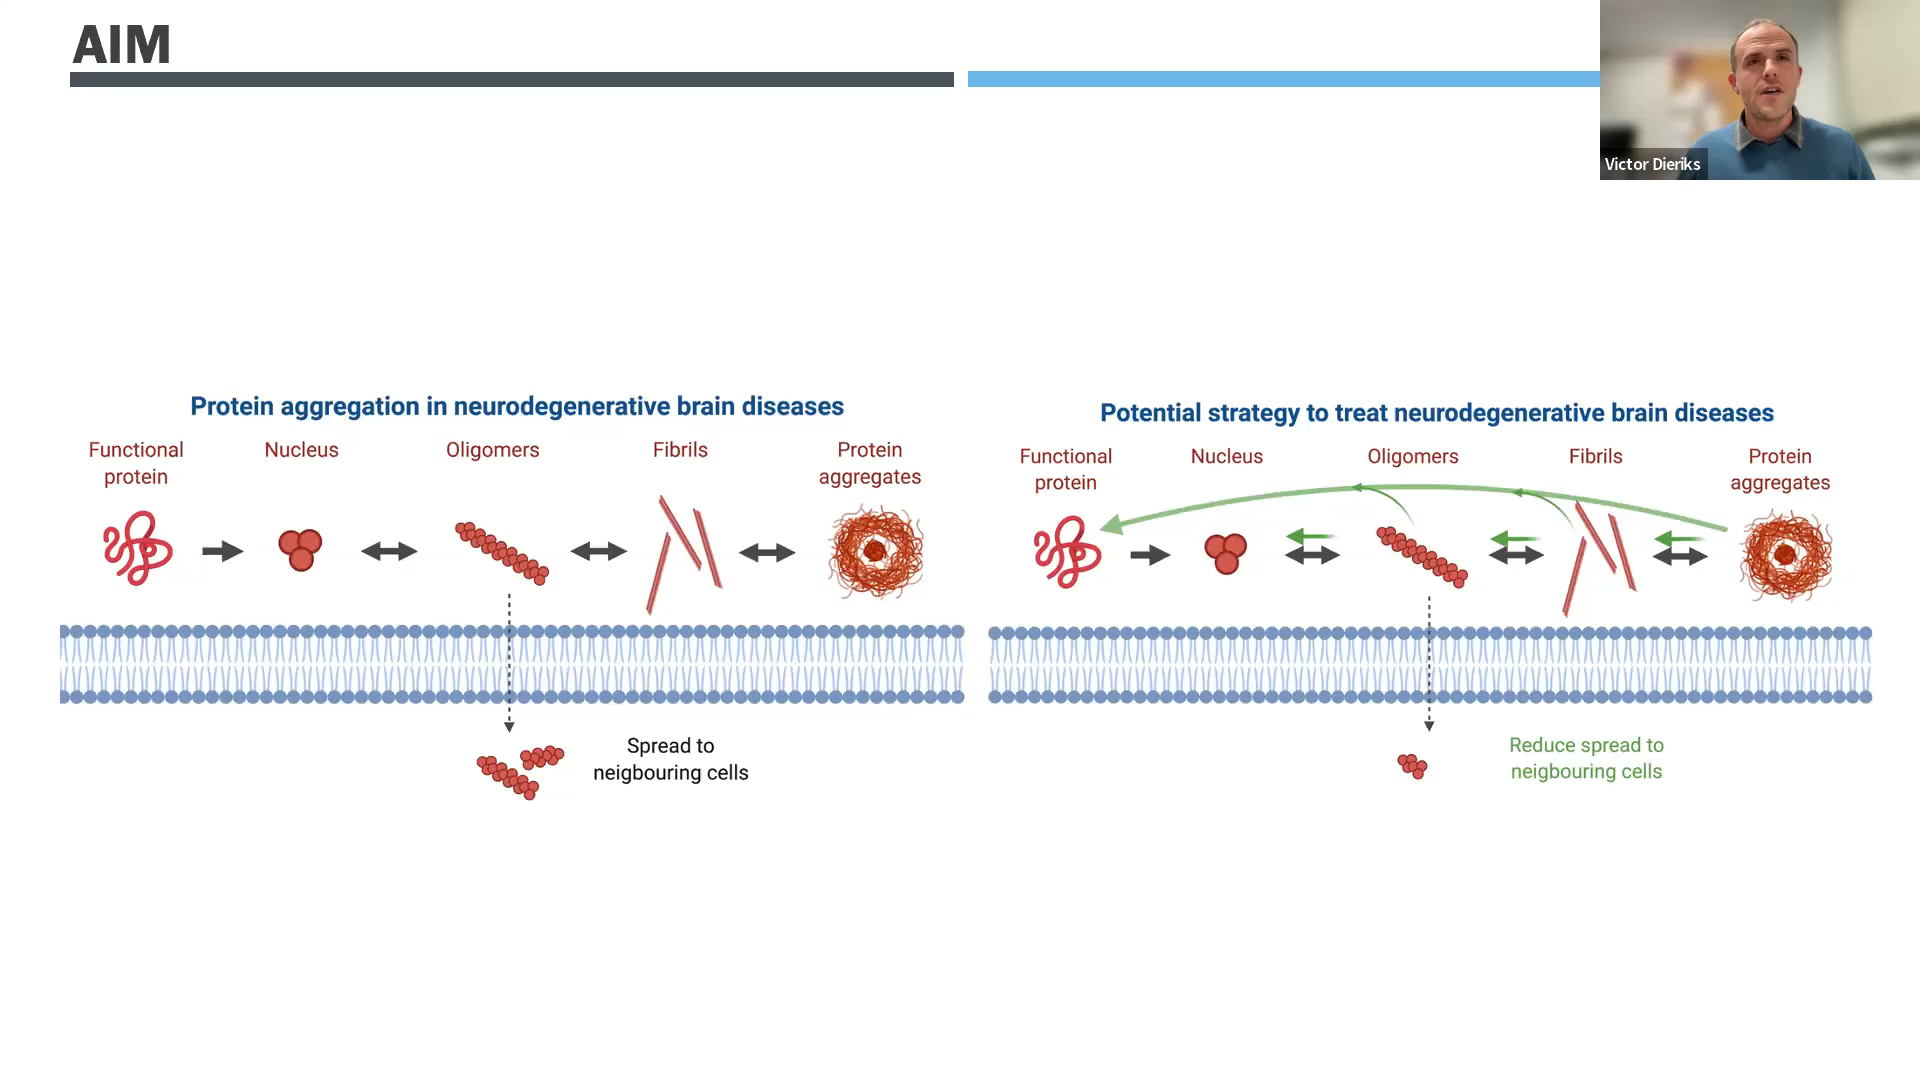 AIM
Victor Dieriks
Protein aggregation in neurodegenerative brain diseases
Functional
protein
Nucleus
Oligomers
Fibrils
Protein
aggregates
Spread to
neigbouring cells
Potential strategy to treat neurodegenerative brain diseases
Functional
protein
Nucleus
Oligomers
Fibrils
Protein
aggregates
Reduce spread to
neigbouring cells